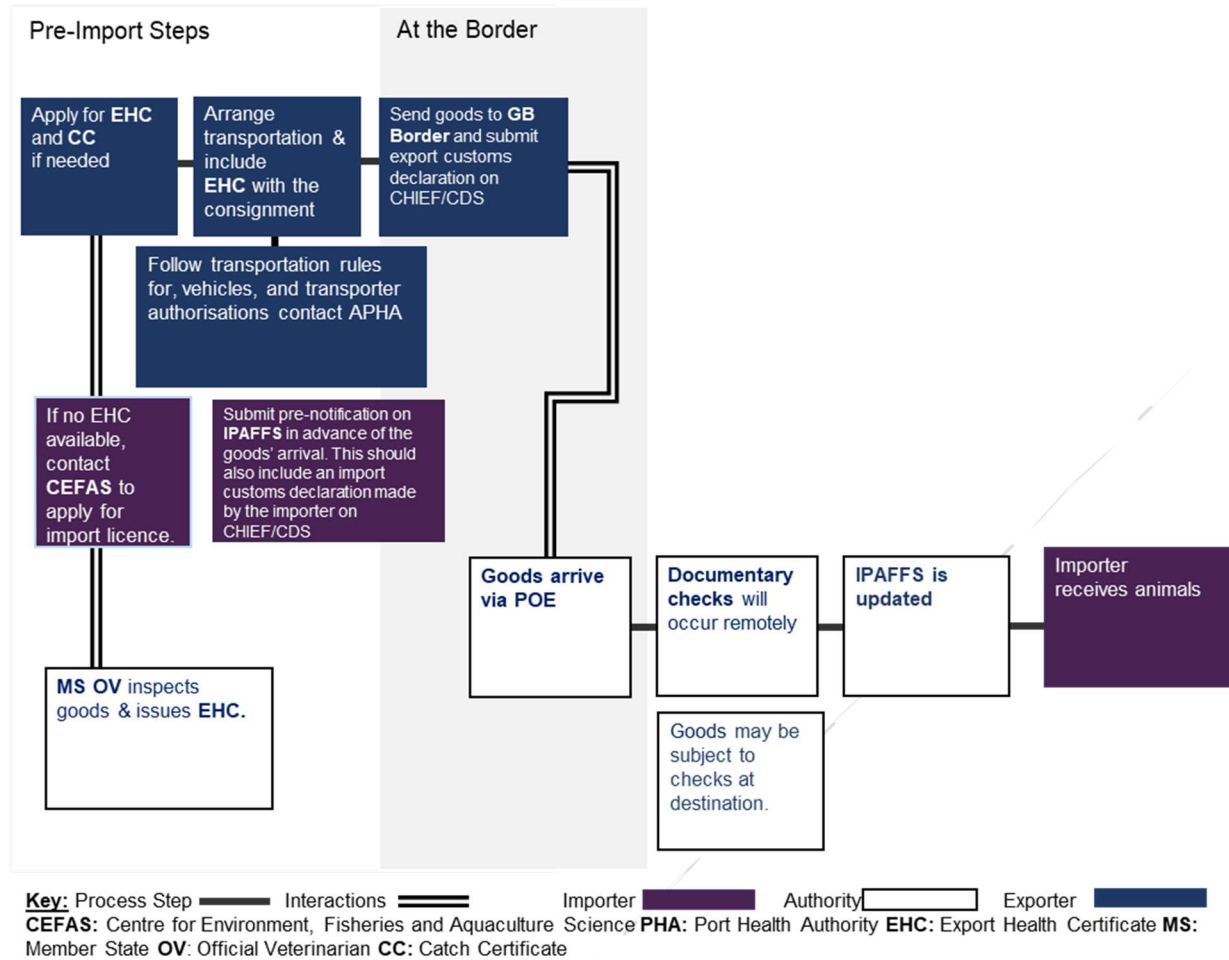 Pre-Import Steps
At the Border
Apply for EHC
and CC
if needed
Arrange
transportation &
include
EHC with the
consignment
Send goods to GB
Border and submit
export customs
declaration on
CHIEF/CDS
Follow transportation rules
for, vehicles, and transporter
authorisations contact APHA
If no EHC
available,
contact
CEFAS to
apply for
import licence.
Submit pre-notification on
IPAFFS in advance of the
goods' arrival. This should
also include an import
customs declaration made
by the importer on
CHIEF/CDS
MS OV inspects
goods & issues EHC.
Goods arrive
via POE
Documentary
checks will
occur remotely
IPAFFS is
updated
Importer
receives animals
Goods may be
subject to
checks at
destination.
Key: Process Step Interactions Importer Authority Exporter
CEFAS: Centre for Environment, Fisheries and Aquaculture Science PHA: Port Health Authority EHC: Export Health Certificate MS:
Member State OV: Official Veterinarian CC: Catch Certificate